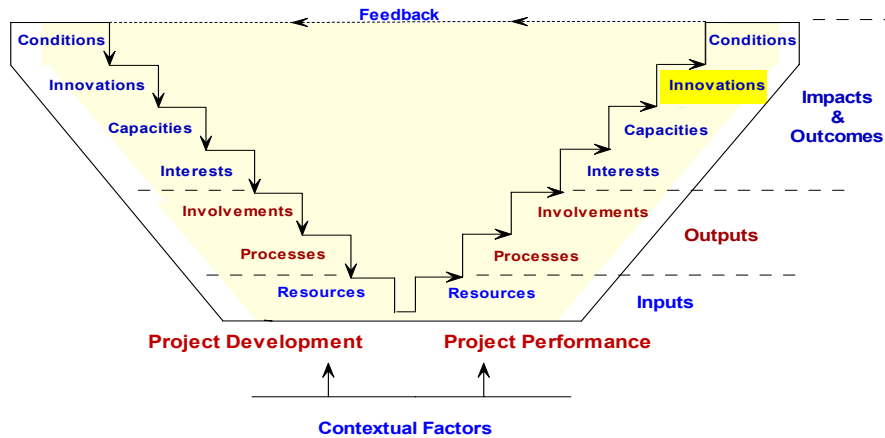 Feedback
Conditions
Conditions
Innovations
Innovations
Impacts
&
Outcomes
Capacities
Capacities
Interests
Interests
Involvements
Involvements
Outputs
Processes
Processes
Resources
Resources
Inputs
Project Development
Project Performance
Contextual Factors